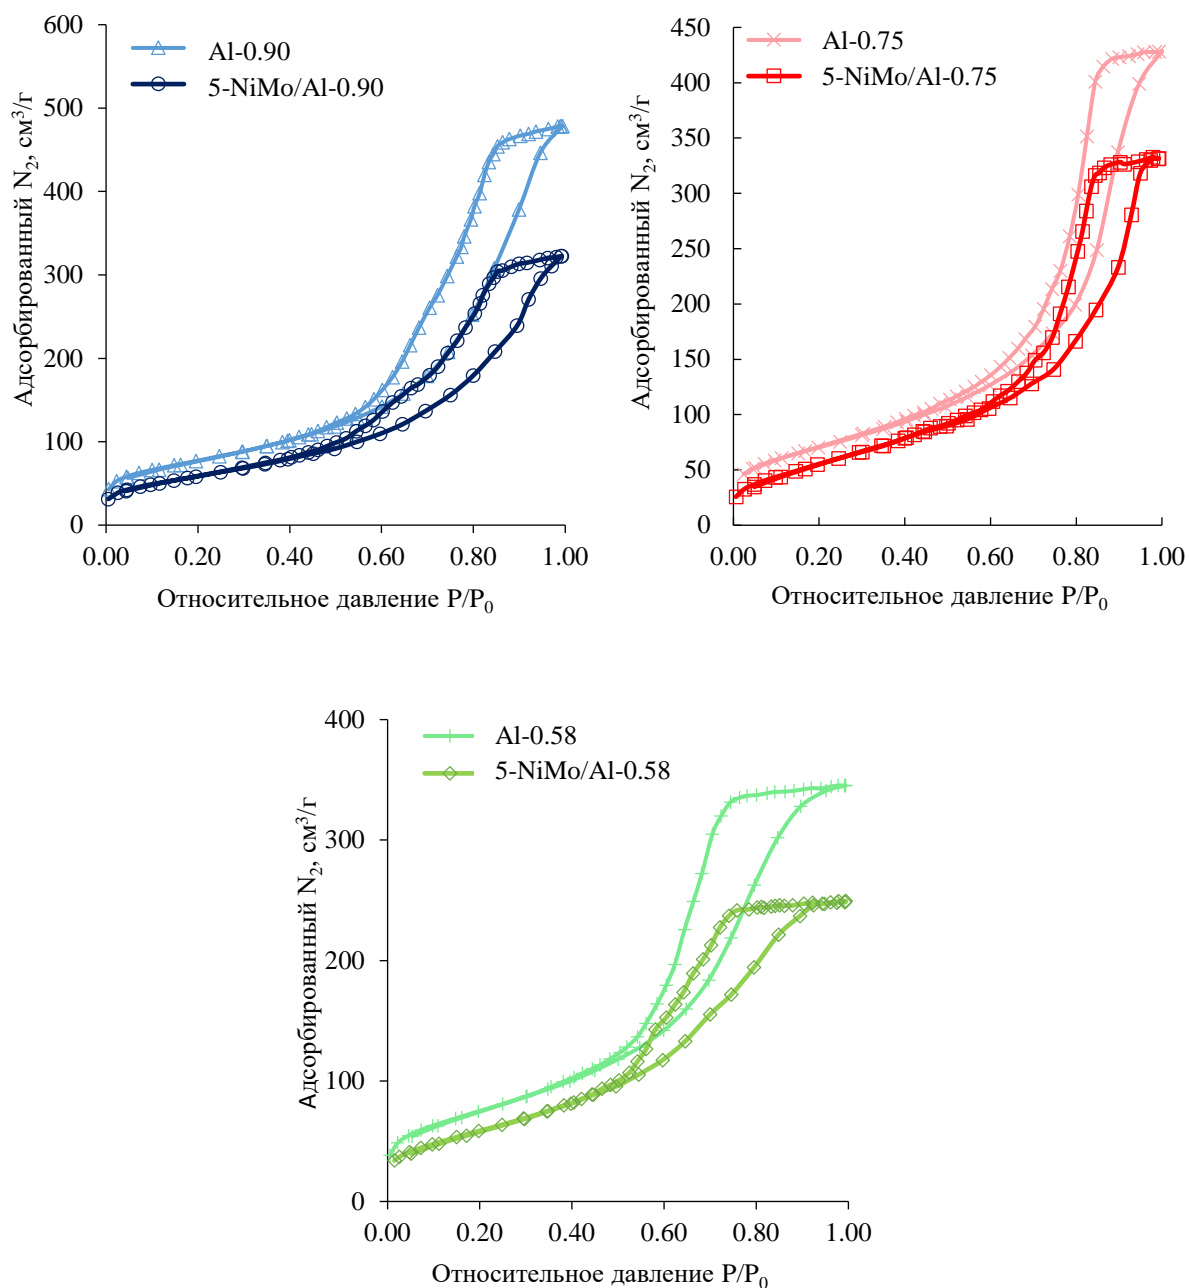 600
500
400
300
200
100
0
Адсорбированный N2, см3/г
Al-0.90
5-NiMo/Al-0.90
0.00 0.20 0.40 0.60 0.80 1.00
Относительное давление P/P0
450
400
350
300
250
200
150
100
50
0
Адсорбированный N2, см3/г
Al-0.75
5-NiMo/Al-0.75
0.00 0.20 0.40 0.60 0.80 1.00
Относительное давление P/P0
400
300
200
100
0
Адсорбированный N2, см3/г
Al-0.58
5-NiMo/Al-0.58
0.00 0.20 0.40 0.60 0.80 1.00
Относительное давление P/P0